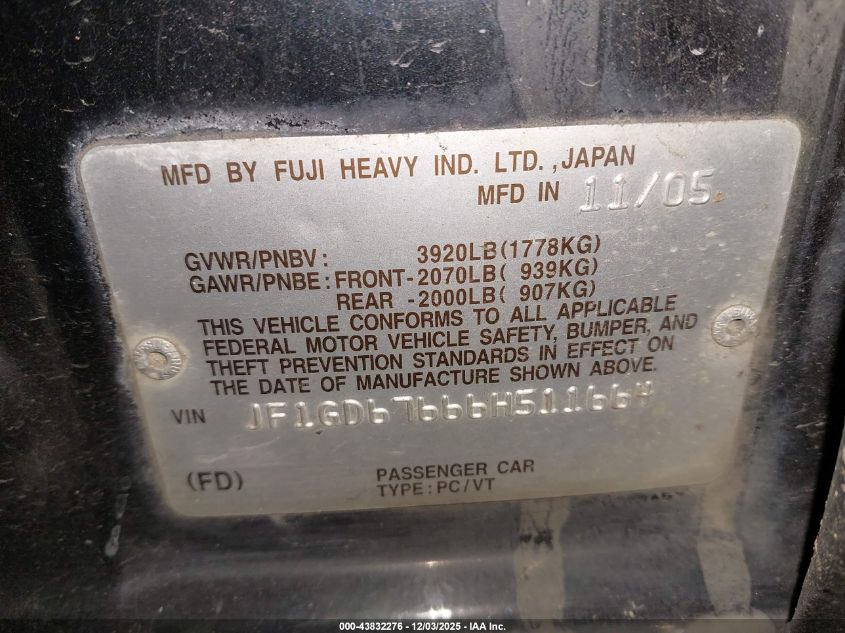 MFD BY FUJI HEAVY IND. LTD.,JAPAN
MFD IN 11/05
GVWR/PNBV: 3920LB(1778KG)
GAWR/PNBE:FRONT-2070LB( 939KG)
REAR -2000LB( 907KG)
THIS VEHICLE CONFORMS TO ALL APPLICABLE
FEDERAL MOTOR VEHICLE SAFETY, BUMPER, AND
THEFT PREVENTION STANDARDS IN EFFECT ON
THE DATE OF MANUFACTURE SHOWN ABOVE.
VIN JF1GD67666H511664
(FD) PASSENGER CAR
TYPE:PC/VT
000-43832276 - 12/03/2025 - IAA Inc.